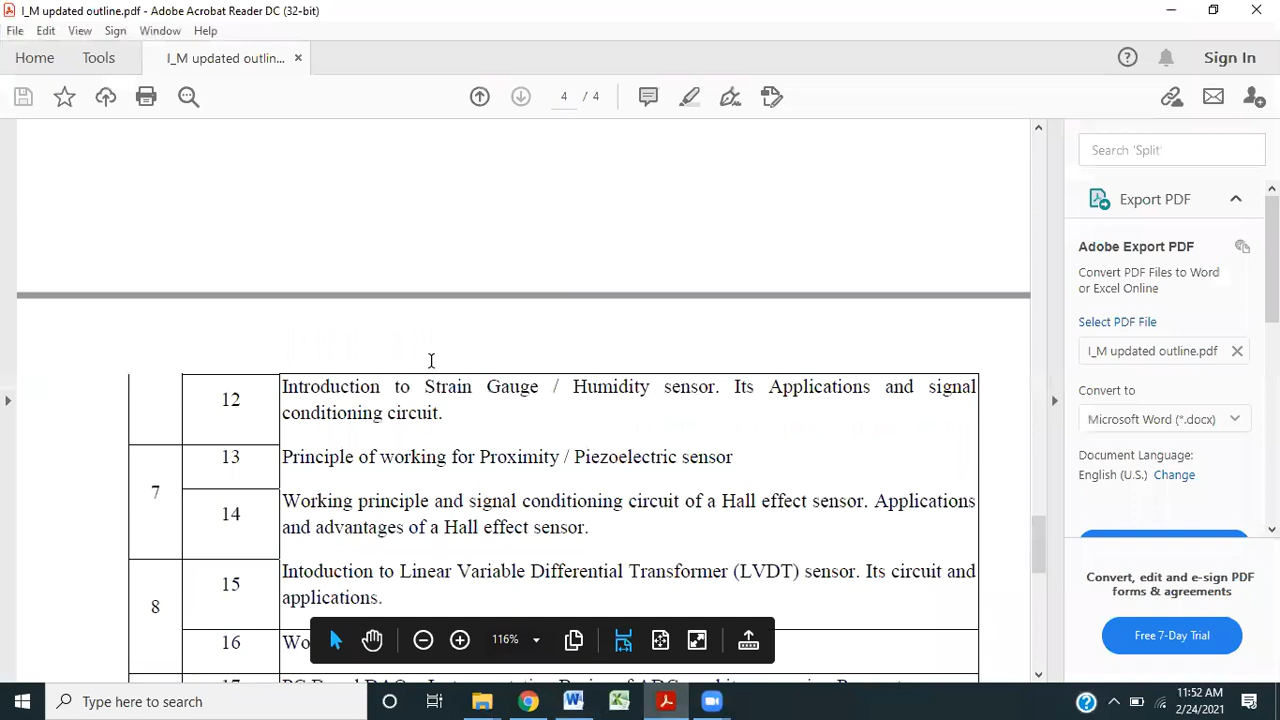 I_M updated outline.pdf - Adobe Acrobat Reader DC (32-bit)
File Edit View Sign Window Help
Home Tools I_M updated outlin... × Sign In
4 / 4
Search 'Split'
Export PDF
Adobe Export PDF
Convert PDF Files to Word
or Excel Online
Select PDF File
I_M updated outline.pdf
Convert to
Microsoft Word (*.docx)
Document Language:
English (U.S.) Change
Convert, edit and e-sign PDF
forms & agreements
Free 7-Day Trial
12 Introduction to Strain Gauge / Humidity sensor. Its Applications and signal
conditioning circuit.
7
13 Principle of working for Proximity / Piezoelectric sensor
14 Working principle and signal conditioning circuit of a Hall effect sensor. Applications
and advantages of a Hall effect sensor.
8
15 Intoduction to Linear Variable Differential Transformer (LVDT) sensor. Its circuit and
applications.
16
116%
Type here to search
11:52 AM
2/24/2021